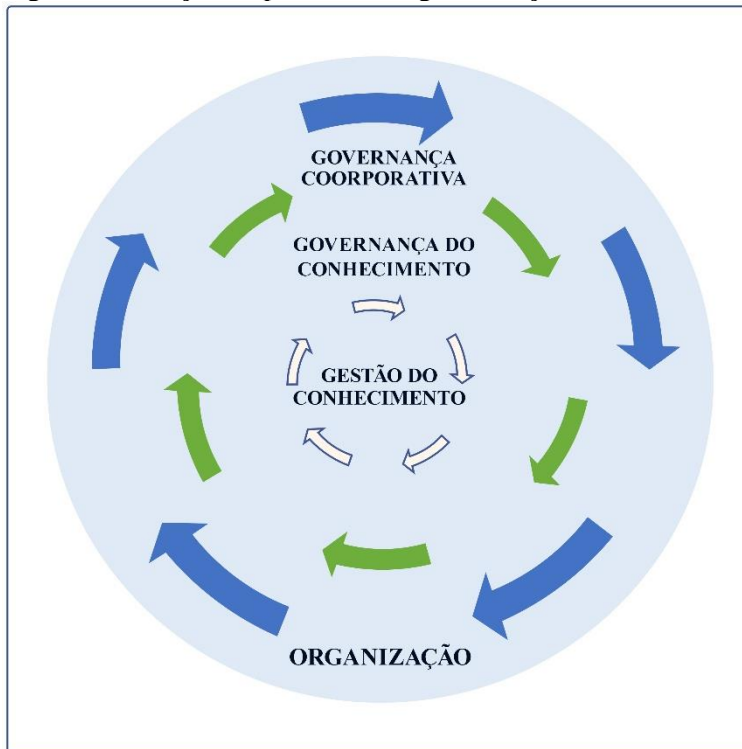 GOVERNANÇA
COORPORATIVA
GOVERNANÇA DO
CONHECIMENTO
GESTÃO DO
CONHECIMENTO
ORGANIZAÇÃO